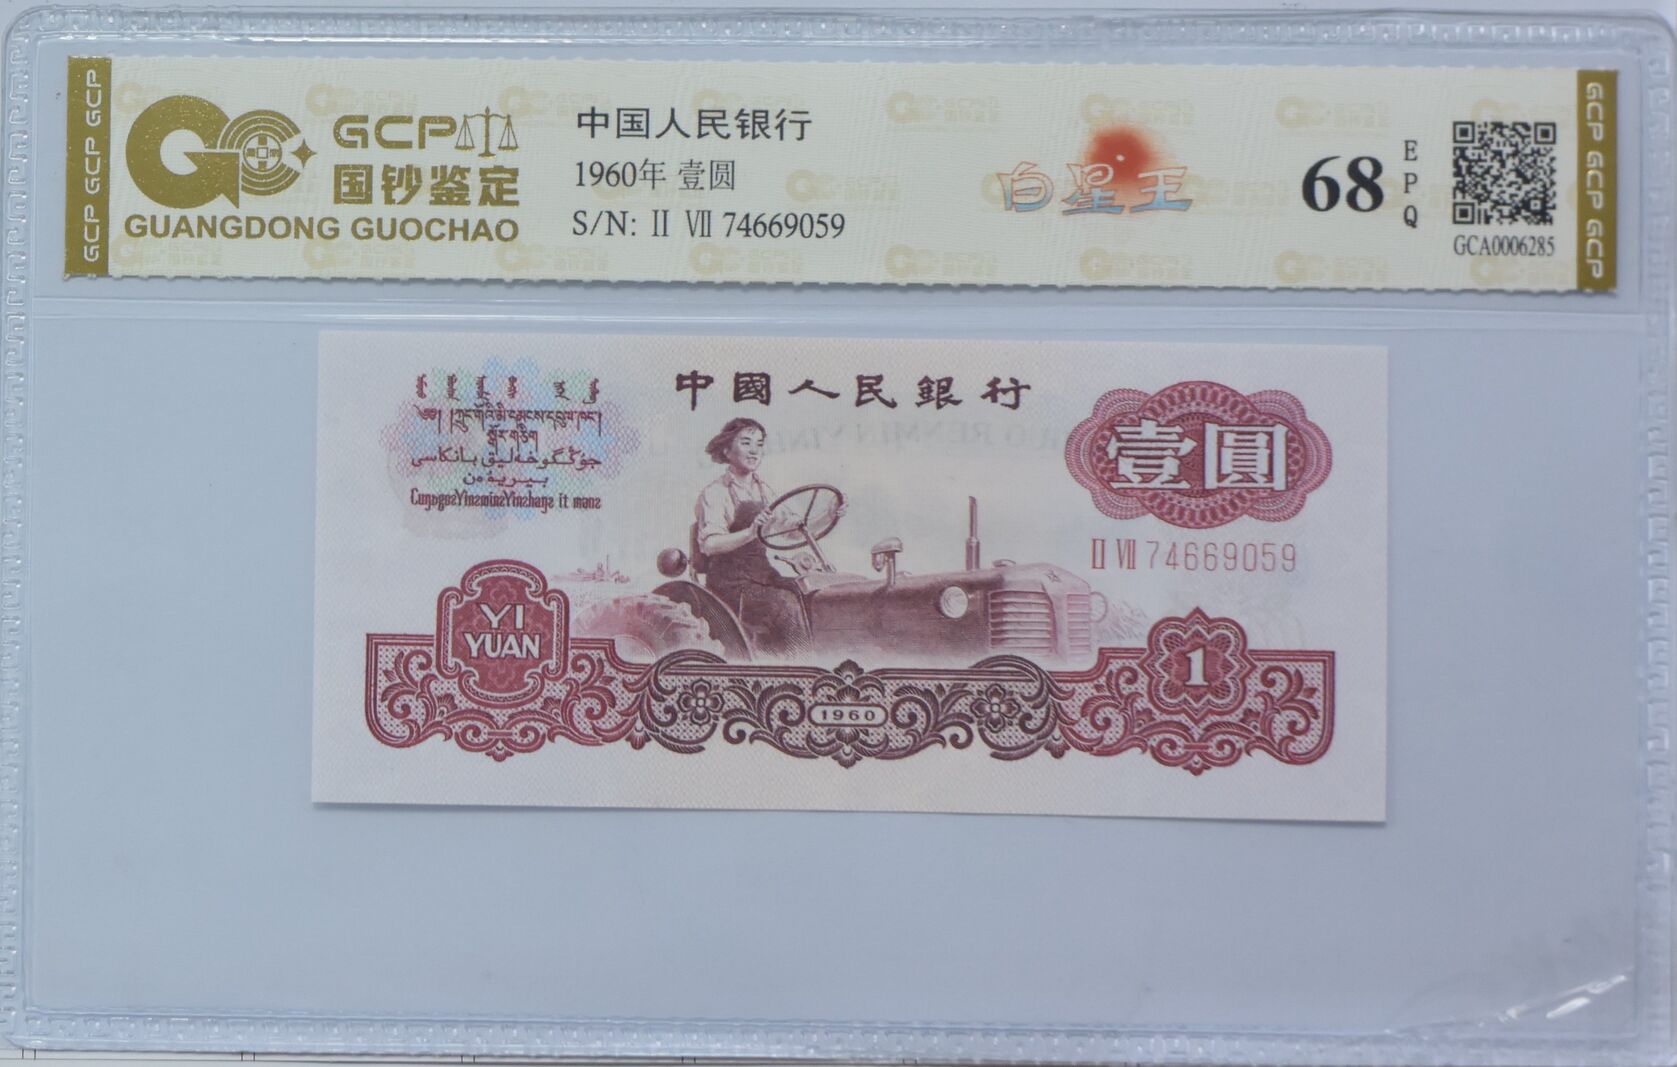 GCP GCP GCP
GCP
国钞鉴定
GUANGDONG GUOCHAO
中国人民银行
1960年 壹圆
S/N: Ⅱ Ⅶ 74669059
白星王
68
EPQ
GCA0006285
GCP GCP GCP
中國人民銀行
壹圓
Ⅱ Ⅶ 74669059
YI
YUAN
1960
1